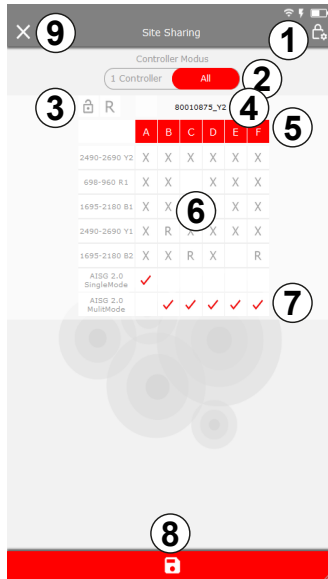 9
Site Sharing
1
Controller Modus
1 Controller
All
2
3
R
80010875_Y2
4
A B C D E F
5
2490-2690 Y2 X X X X X X
698-960 R1 X X X X X
1695-2180 B1 X X X X X
6
2490-2690 Y1 X R X X X X
1695-2180 B2 X X R X R
AISG 2.0
SingleMode ✓
AISG 2.0
MulitMode ✓ ✓ ✓ ✓ ✓
7
8